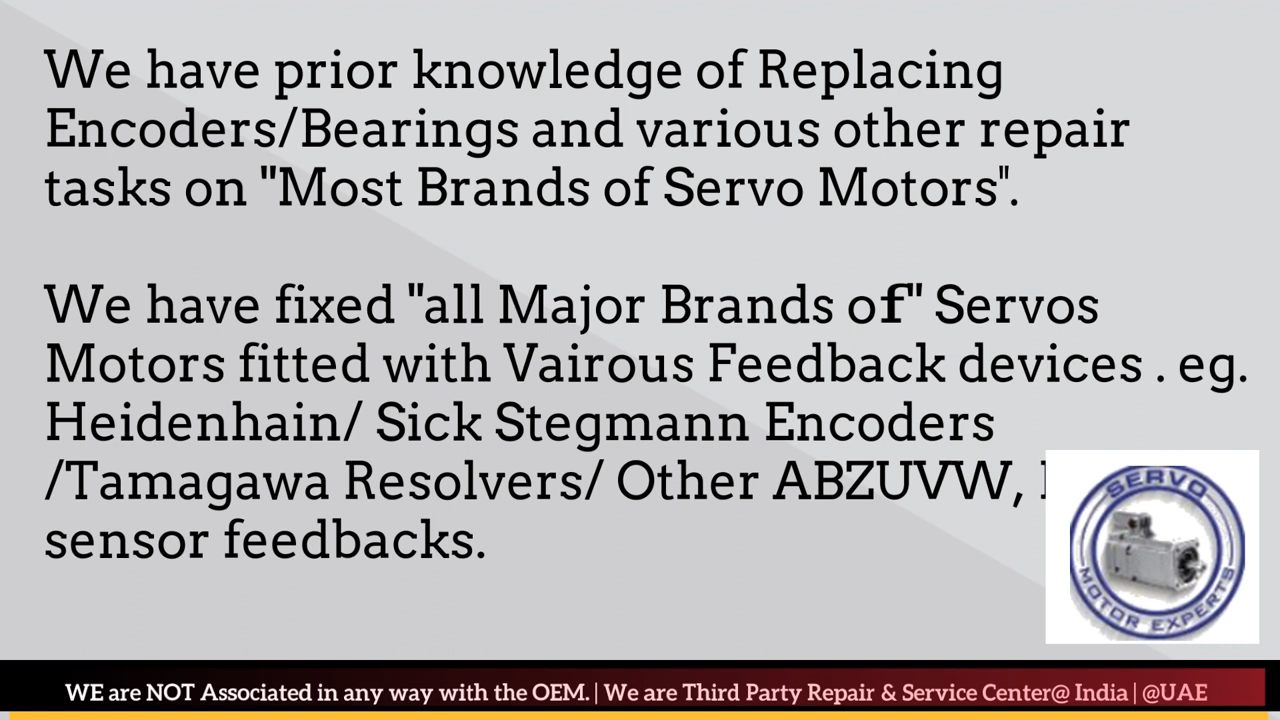 We have prior knowledge of Replacing
Encoders/Bearings and various other repair
tasks on "Most Brands of Servo Motors".
We have fixed "all Major Brands of" Servos
Motors fitted with Vairous Feedback devices . eg.
Heidenhain/ Sick Stegmann Encoders
/Tamagawa Resolvers/ Other ABZUVW,
sensor feedbacks.
SERVO
MOTOR EXPERTS
WE are NOT Associated in any way with the OEM. | We are Third Party Repair & Service Center@ India | @UAE